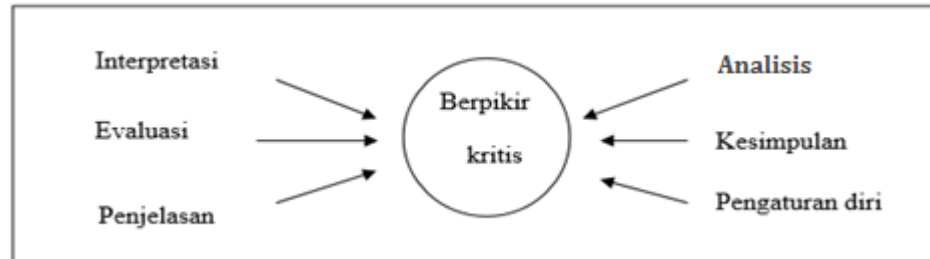 Interpretasi
Evaluasi
Penjelasan
Berpikir
kritis
Analisis
Kesimpulan
Pengaturan diri